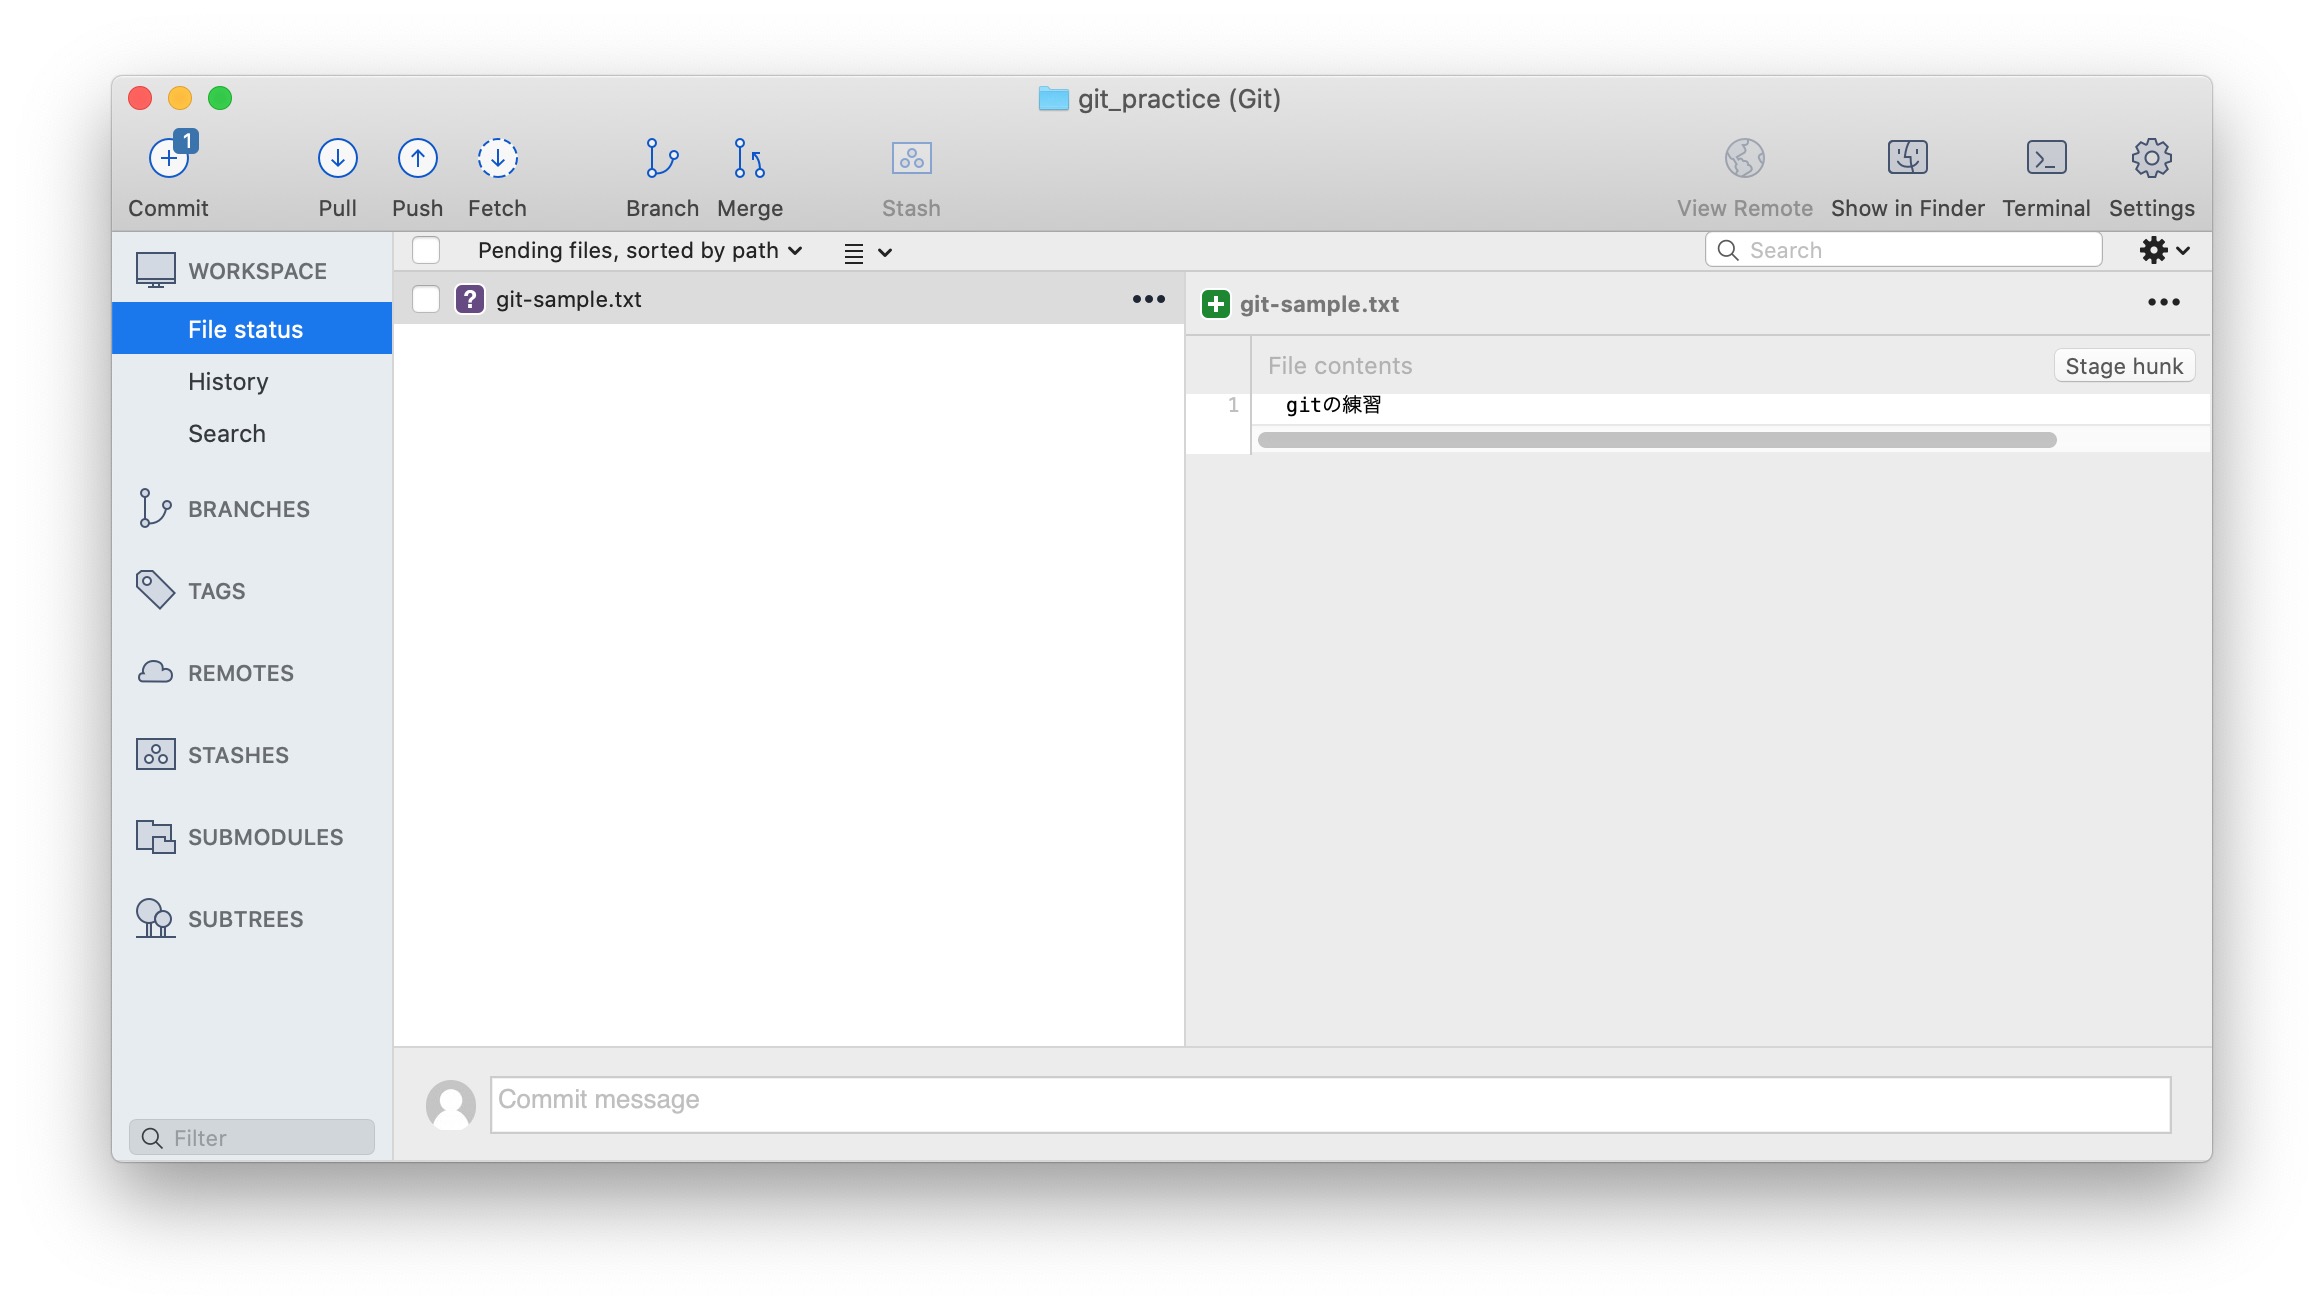 git_practice (Git)
1
Commit
Pull
Push
Fetch
Branch
Merge
Stash
View Remote
Show in Finder
Terminal
Settings
WORKSPACE
File status
History
Search
BRANCHES
TAGS
REMOTES
STASHES
SUBMODULES
SUBTREES
Filter
Pending files, sorted by path
Search
? git-sample.txt
git-sample.txt
File contents
Stage hunk
1 gitの練習
Commit message